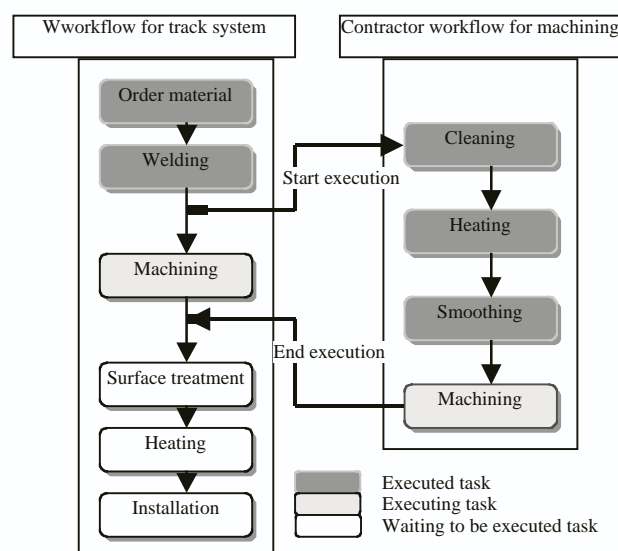 Wworkflow for track system
Order material
Welding
Machining
Surface treatment
Heating
Installation
Start execution
End execution
Contractor workflow for machining
Cleaning
Heating
Smoothing
Machining
Executed task
Executing task
Waiting to be executed task